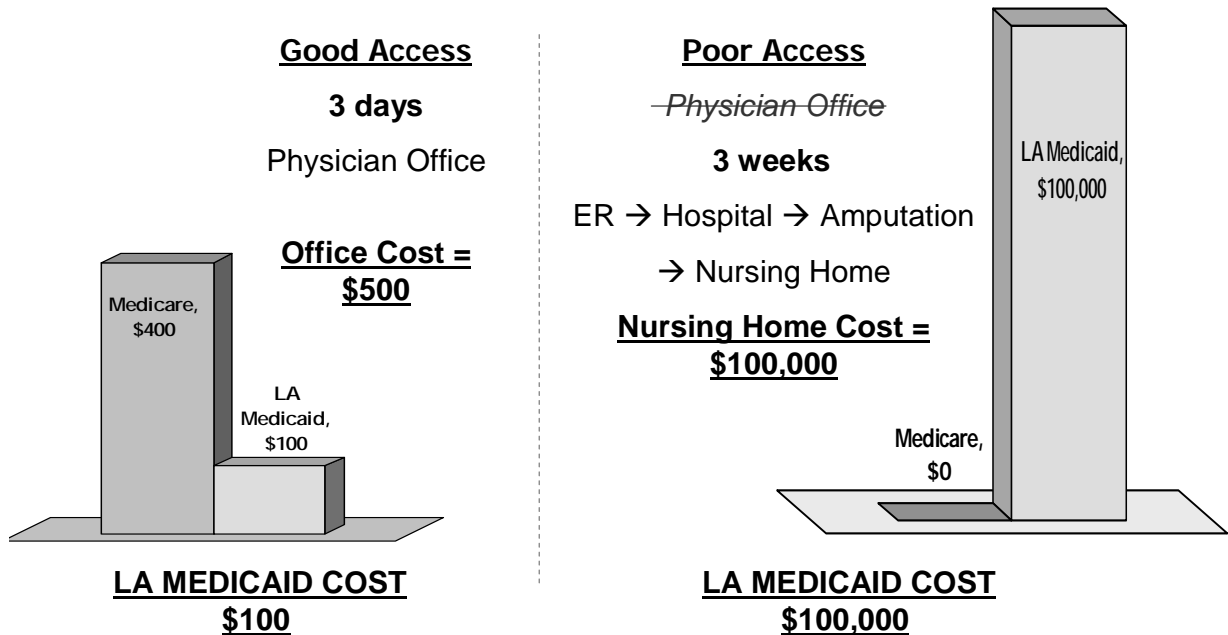 Good Access
3 days
Physician Office
Office Cost =
$500
Medicare,
$400
LA
Medicaid,
$100
LA MEDICAID COST
$100
Poor Access
Physician Office
3 weeks
ER → Hospital → Amputation
→ Nursing Home
Nursing Home Cost =
$100,000
LA Medicaid,
$100,000
Medicare,
$0
LA MEDICAID COST
$100,000